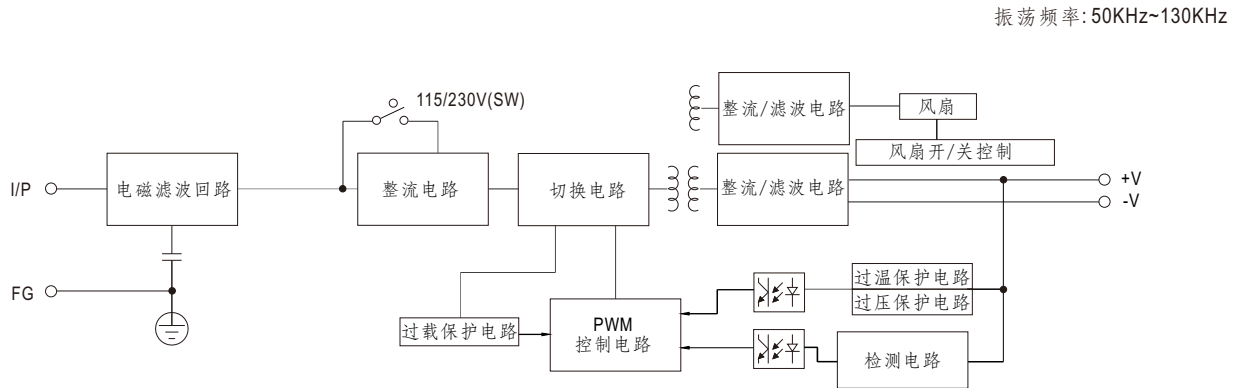 振荡频率: 50KHz~130KHz
115/230V(SW)
整流/滤波电路
风扇
风扇开/关控制
I/P
电磁滤波回路
整流电路
切换电路
整流/滤波电路
+V
-V
FG
过载保护电路
PWM
控制电路
过温保护电路
过压保护电路
检测电路